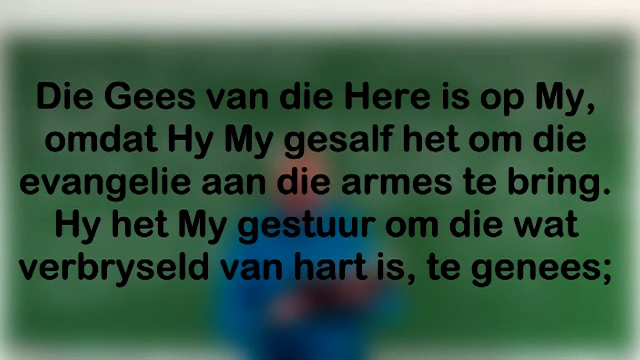 Die Gees van die Here is op My,
omdat Hy My gesalf het om die
evangelie aan die armes te bring.
Hy het My gestuur om die wat
verbryseld van hart is, te genees;